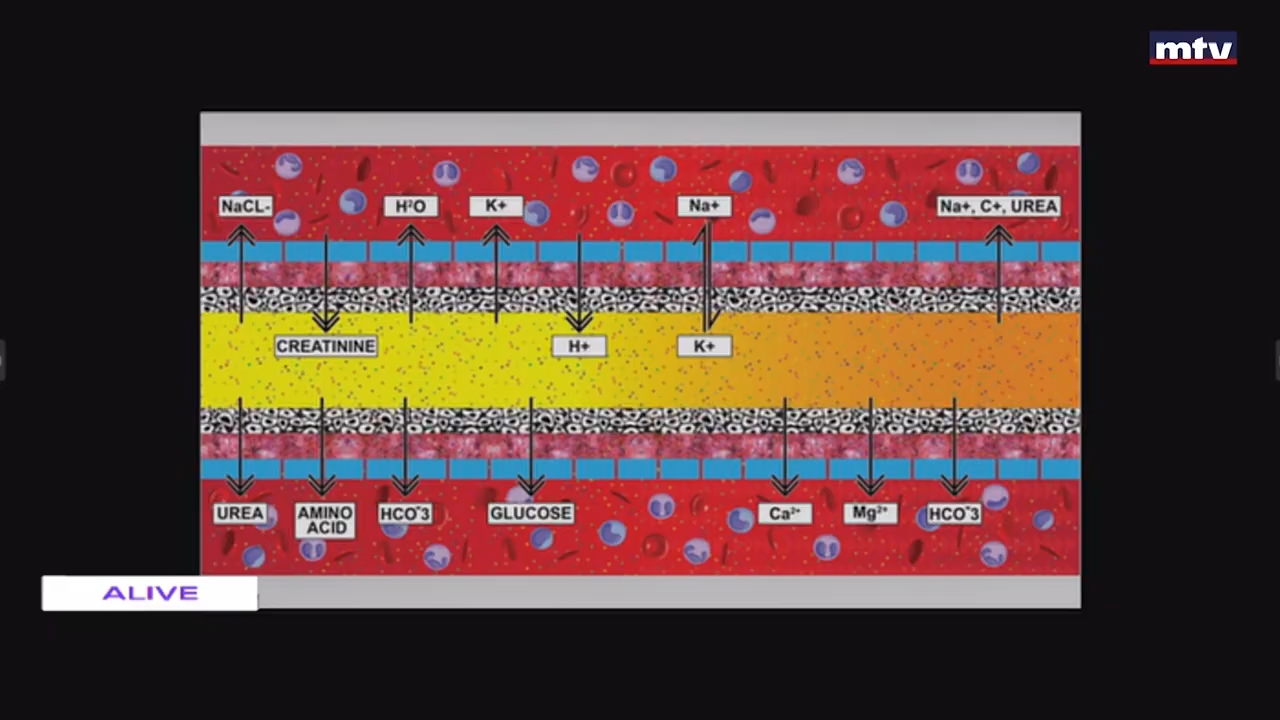 mtv
NaCL-
H²O
K+
Na+
Na+, C+, UREA
CREATININE
H+
K+
UREA
AMINO
ACID
HCO⁻3
GLUCOSE
Ca²⁺
Mg²⁺
HCO⁻3
ALIVE